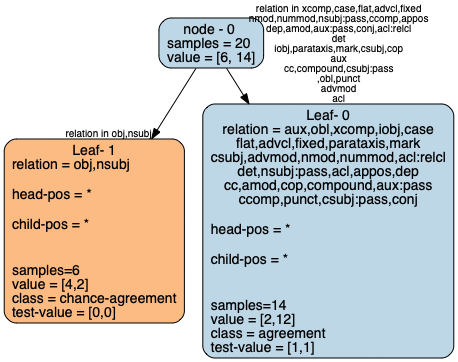 relation in xcomp,case,flat,advcl,fixed
nmod,nummod,nsubj:pass,ccomp,appos
dep,amod,aux:pass,conj,acl:relcl
det
iobj,parataxis,mark,csubj,cop
aux
cc,compound,csubj:pass
,obl,punct
advmod
acl
node - 0
samples = 20
value = [6, 14]
relation in obj,nsubj
Leaf- 1
relation = obj,nsubj
head-pos = *
child-pos = *
samples=6
value = [4,2]
class = chance-agreement
test-value = [0,0]
Leaf- 0
relation = aux,obl,xcomp,iobj,case
flat,advcl,fixed,parataxis,mark
csubj,advmod,nmod,nummod,acl:relcl
det,nsubj:pass,acl,appos,dep
cc,amod,cop,compound,aux:pass
ccomp,punct,csubj:pass,conj
head-pos = *
child-pos = *
samples=14
value = [2,12]
class = agreement
test-value = [1,1]